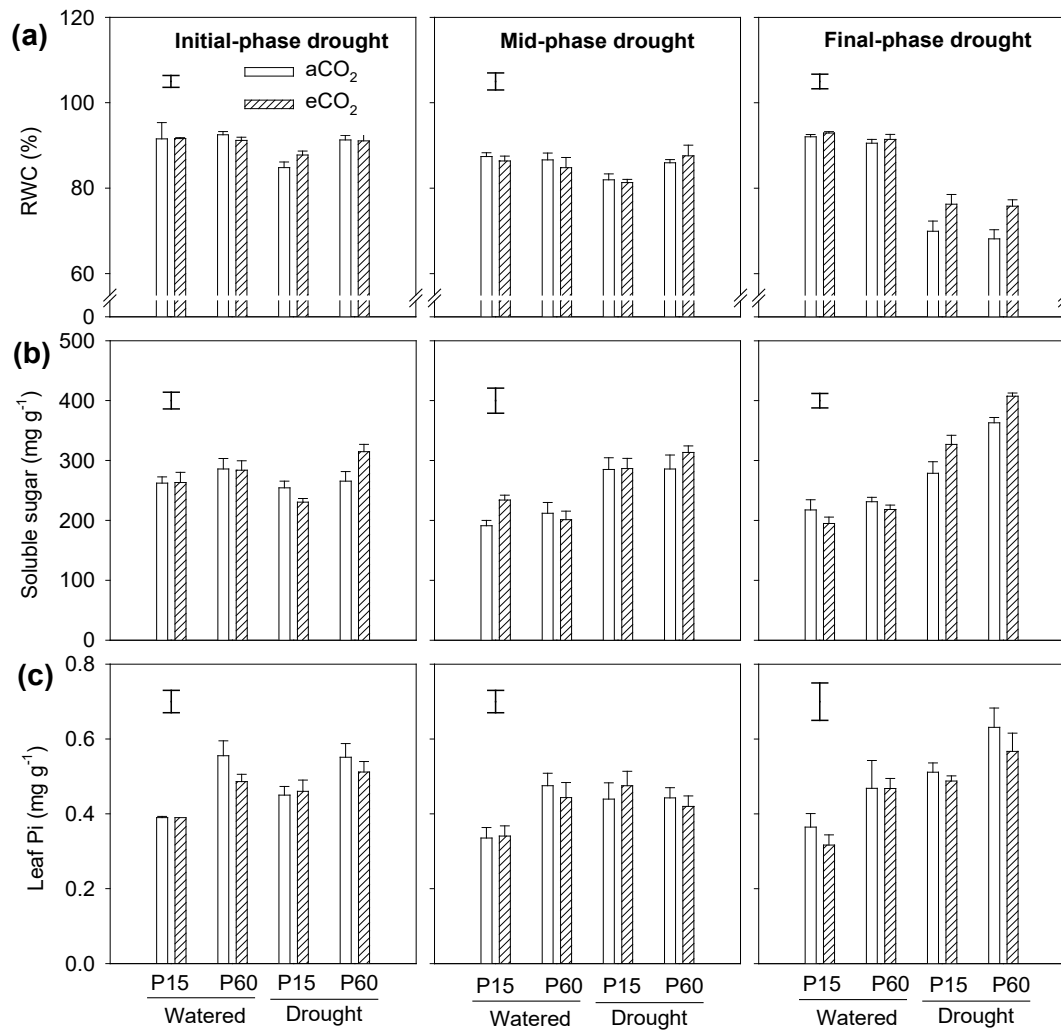 (a)
Initial-phase drought
Mid-phase drought
Final-phase drought
aCO₂
eCO₂
RWC (%)
120
100
80
60
0
(b)
Soluble sugar (mg g⁻¹)
500
400
300
200
100
0
(c)
Leaf Pi (mg g⁻¹)
0.8
0.6
0.4
0.2
0.0
P15 P60 P15 P60
Watered Drought
P15 P60 P15 P60
Watered Drought
P15 P60 P15 P60
Watered Drought